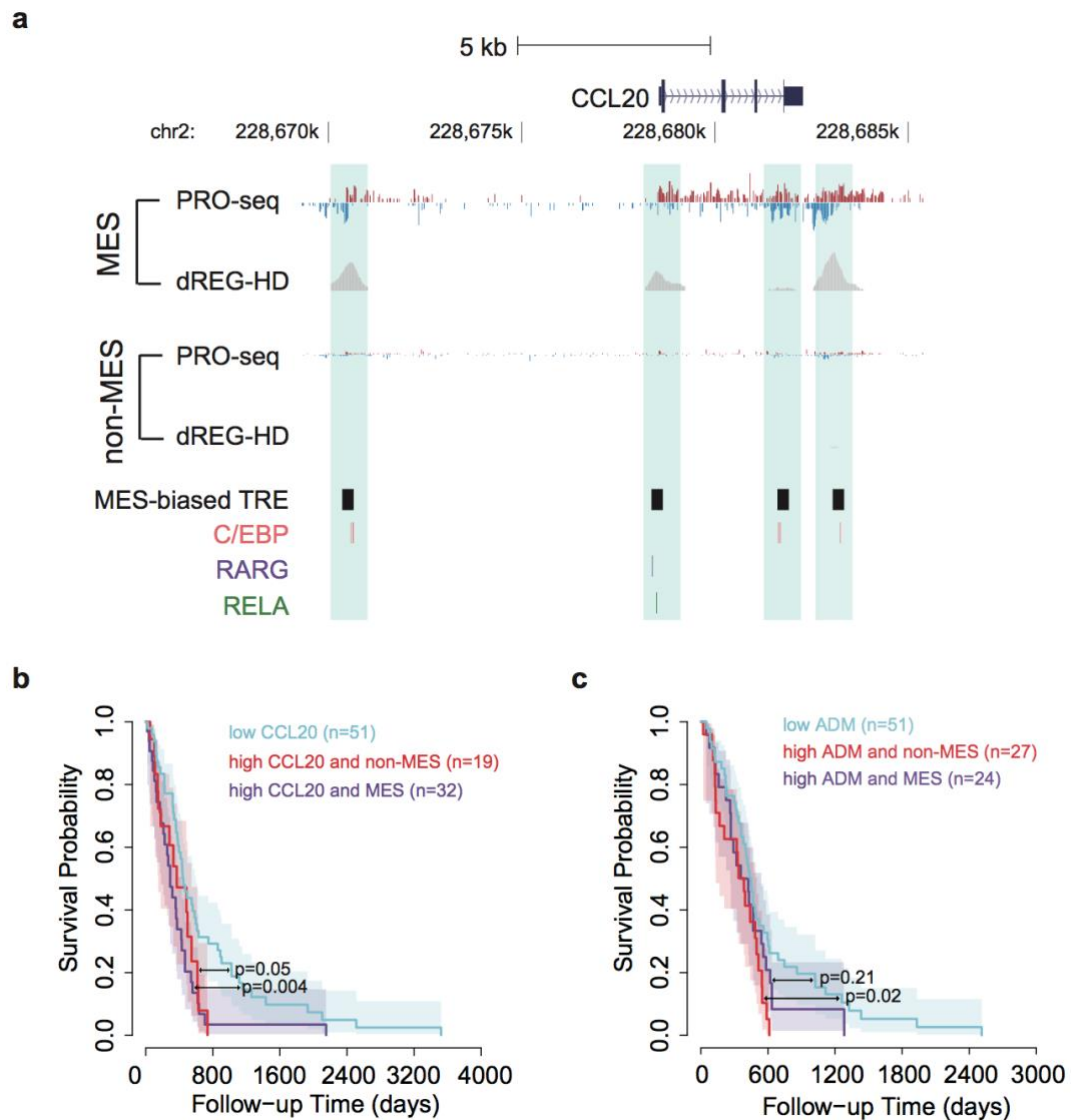 a
5 kb
CCL20
chr2: 228,670k 228,675k 228,680k 228,685k
MES
PRO-seq
dREG-HD
non-MES
PRO-seq
dREG-HD
MES-biased TRE
C/EBP
RARG
RELA
b
low CCL20 (n=51)
high CCL20 and non-MES (n=19)
high CCL20 and MES (n=32)
Survival Probability
0.0 0.2 0.4 0.6 0.8 1.0
p=0.05
p=0.004
0 800 1600 2400 3200 4000
Follow-up Time (days)
c
low ADM (n=51)
high ADM and non-MES (n=27)
high ADM and MES (n=24)
Survival Probability
0.0 0.2 0.4 0.6 0.8 1.0
p=0.21
p=0.02
0 600 1200 1800 2400 3000
Follow-up Time (days)